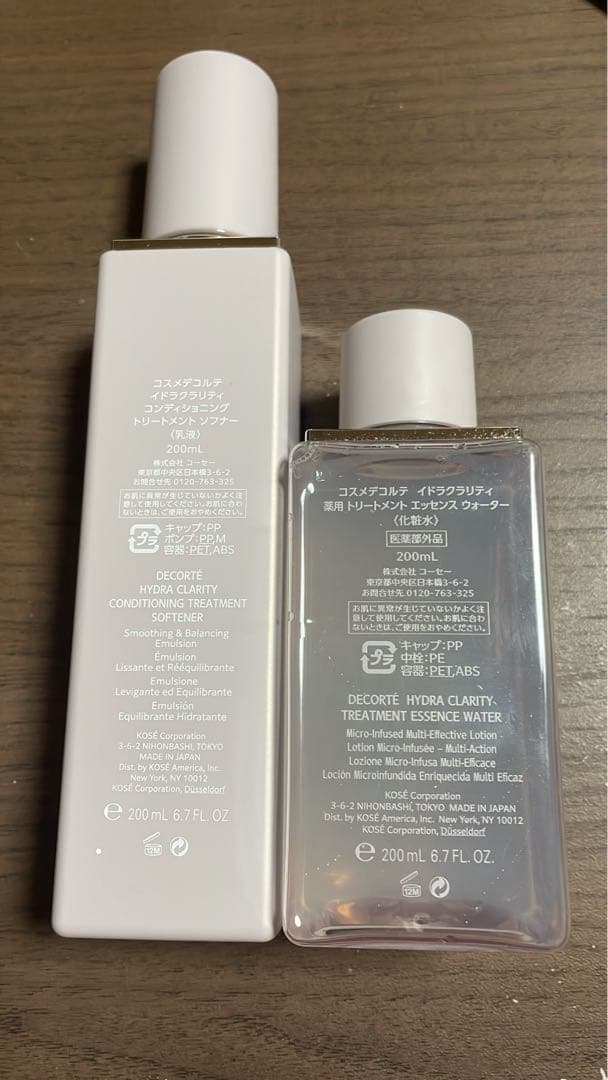 コスメデコルテ
イドラクラリティ
コンディショニング
トリートメント ソフナー
〈乳液〉
200mL
株式会社 コーセー
東京都中央区日本橋3-6-2
お問合せ先 0120-763-325
お肌に異常が生じていないかよく注
意して使用してください。お肌に合わ
ないときは、ご使用をおやめください。
プラ
キャップ:PP
ポンプ:PP,M
容器:PET,ABS
DECORTÉ
HYDRA CLARITY
CONDITIONING TREATMENT
SOFTENER
Smoothing & Balancing
Emulsion
Émulsion
Lissante et Rééquilibrante
Emulsione
Levigante ed Equilibrante
Emulsión
Equilibrante Hidratante
KOSÉ Corporation
3-6-2 NIHONBASHI, TOKYO
MADE IN JAPAN
Dist. by KOSÉ America, Inc.
New York, NY 10012
KOSÉ Corporation, Düsseldorf
e 200 mL 6.7 FL. OZ.
12M
コスメデコルテ イドラクラリティ
薬用 トリートメント エッセンス ウォーター
〈化粧水〉
医薬部外品
200mL
株式会社 コーセー
東京都中央区日本橋3-6-2
お問合せ先 0120-763-325
お肌に異常が生じていないかよく注
意して使用してください。お肌に合わ
ないときは、ご使用をおやめください。
プラ
キャップ:PP
中栓:PE
容器:PET,ABS
DECORTÉ HYDRA CLARITY
TREATMENT ESSENCE WATER
Micro-Infused Multi-Effective Lotion
Lotion Micro-Infusée – Multi-Action
Lozione Micro-Infusa Multi-Efficace
Loción Microinfundida Enriquecida Multi Eficaz
KOSÉ Corporation
3-6-2 NIHONBASHI, TOKYO MADE IN JAPAN
Dist. by KOSÉ America, Inc. New York, NY 10012
KOSÉ Corporation, Düsseldorf
e 200 mL 6.7 FL. OZ.
12M